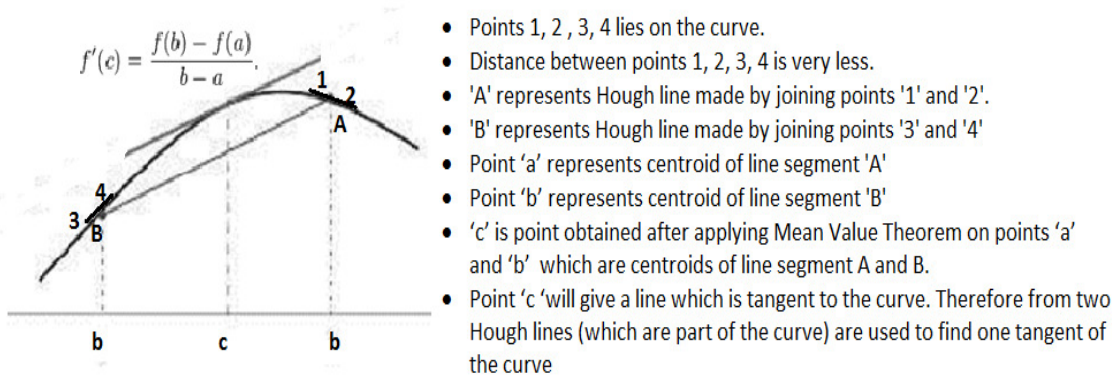 f'(c) = \frac{f(b) - f(a)}{b - a}.
1
2
A
4
3
B
b c b
• Points 1, 2 , 3, 4 lies on the curve.
• Distance between points 1, 2, 3, 4 is very less.
• 'A' represents Hough line made by joining points '1' and '2'.
• 'B' represents Hough line made by joining points '3' and '4'
• Point ‘a’ represents centroid of line segment 'A'
• Point ‘b’ represents centroid of line segment 'B'
• ‘c’ is point obtained after applying Mean Value Theorem on points ‘a’
and ‘b’ which are centroids of line segment A and B.
• Point ‘c ‘will give a line which is tangent to the curve. Therefore from two
Hough lines (which are part of the curve) are used to find one tangent of
the curve